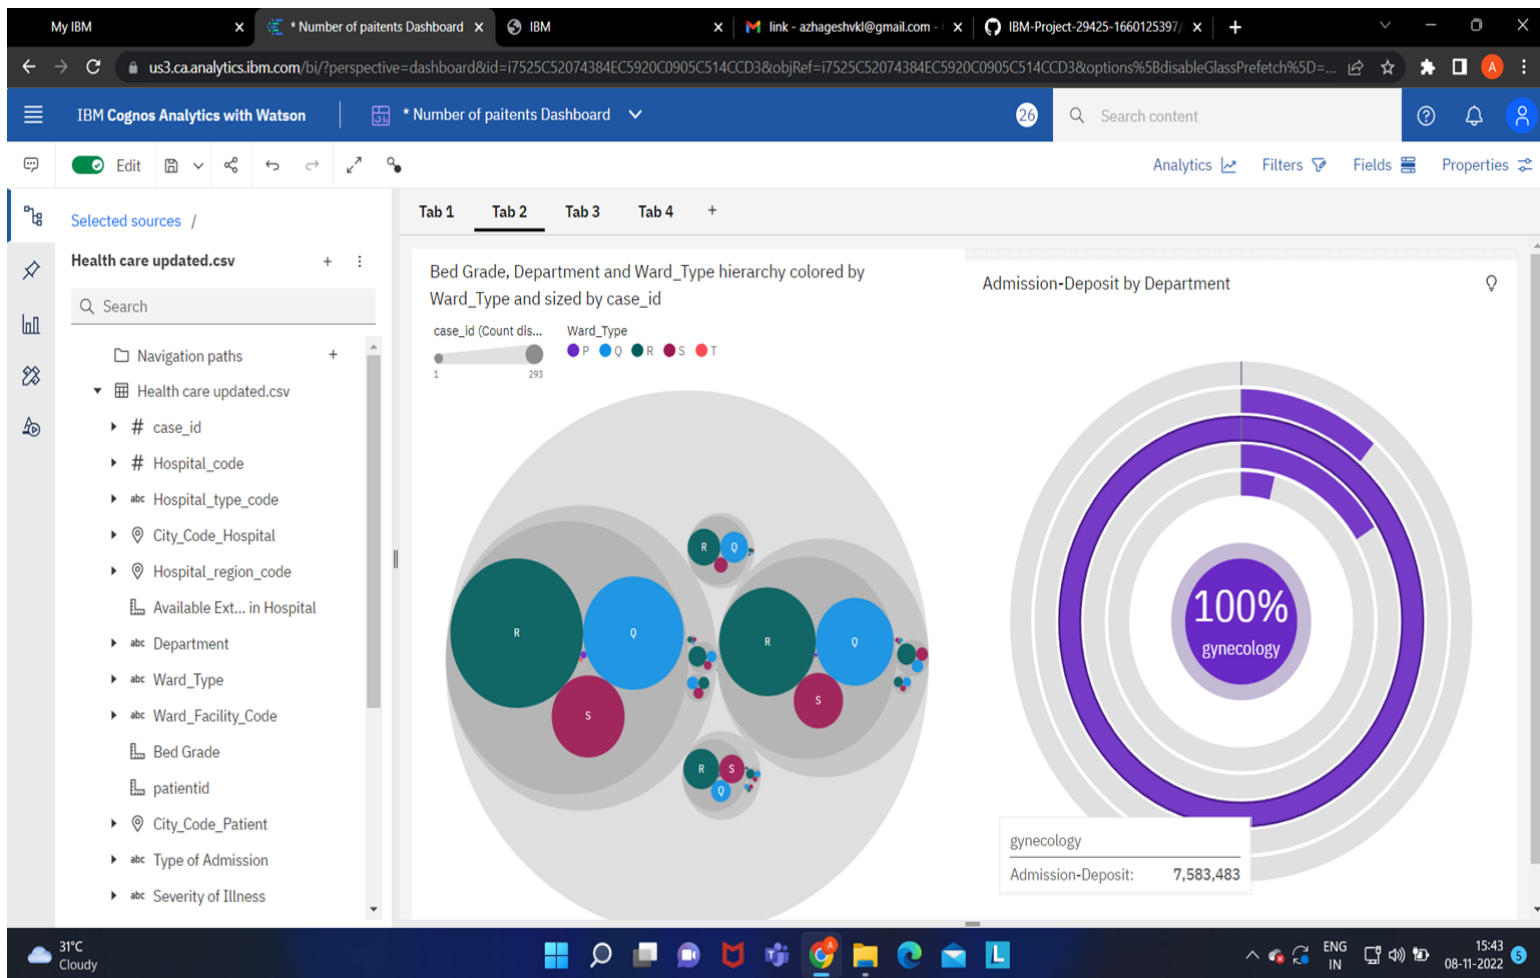 My IBM
* Number of paitents Dashboard
IBM
link - azhageshvkl@gmail.com -
IBM-Project-29425-1660125397/
us3.ca.analytics.ibm.com/bi/?perspective=dashboard&id=i7525C52074384EC5920C0905C514CCD3&objRef=i7525C52074384EC5920C0905C514CCD3&options%5BdisableGlassPrefetch%5D=...
A
IBM Cognos Analytics with Watson
* Number of paitents Dashboard
26
Search content
Edit
Analytics
Filters
Fields
Properties
Selected sources /
Health care updated.csv
Search
Navigation paths
Health care updated.csv
# case_id
# Hospital_code
abc Hospital_type_code
City_Code_Hospital
Hospital_region_code
Available Ext... in Hospital
abc Department
abc Ward_Type
abc Ward_Facility_Code
Bed Grade
patientid
City_Code_Patient
abc Type of Admission
abc Severity of Illness
Tab 1 Tab 2 Tab 3 Tab 4 +
Bed Grade, Department and Ward_Type hierarchy colored by
Ward_Type and sized by case_id
case_id (Count dis...
1 293
Ward_Type
P Q R S T
R Q
R Q
S
R Q
S
R S
Q
Admission-Deposit by Department
100%
gynecology
gynecology
Admission-Deposit: 7,583,483
31°C
Cloudy
A
L
ENG
IN
15:43
08-11-2022
5